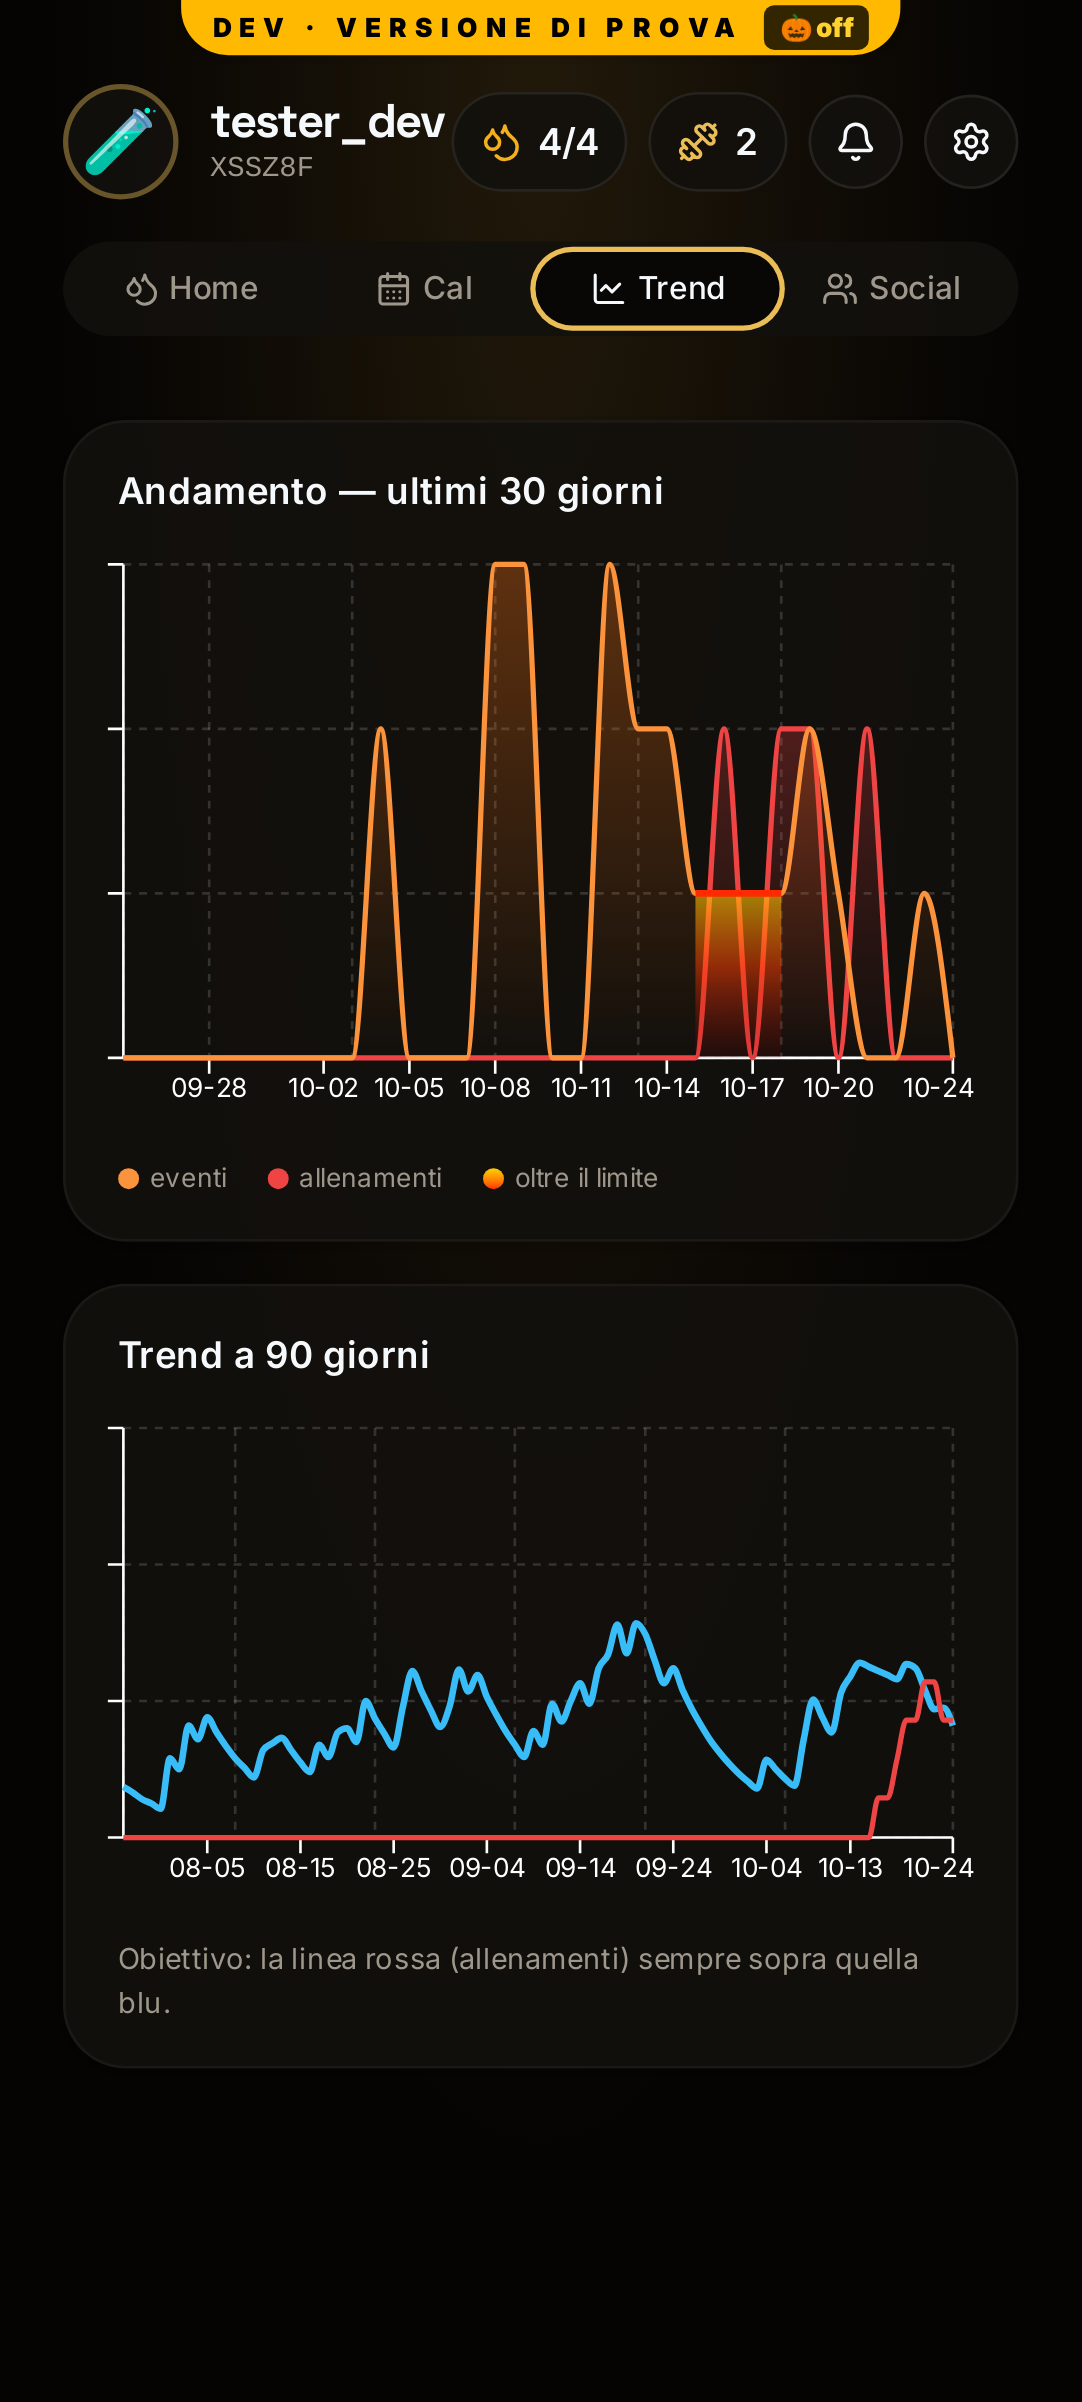 DEV · VERSIONE DI PROVA 🎃 off
tester_dev
XSSZ8F
4/4
2
Home
Cal
Trend
Social
Andamento — ultimi 30 giorni
09-28 10-02 10-05 10-08 10-11 10-14 10-17 10-20 10-24
eventi allenamenti oltre il limite
Trend a 90 giorni
08-05 08-15 08-25 09-04 09-14 09-24 10-04 10-13 10-24
Obiettivo: la linea rossa (allenamenti) sempre sopra quella
blu.